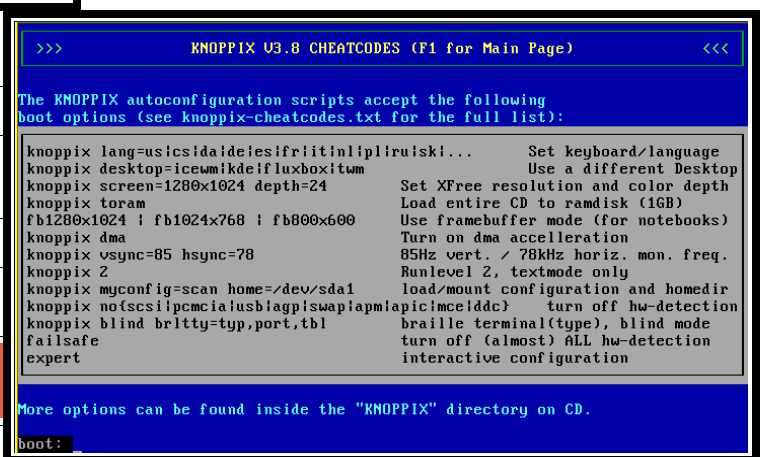 >>> KNOPPIX V3.8 CHEATCODES (F1 for Main Page) <<<
The KNOPPIX autoconfiguration scripts accept the following
boot options (see knoppix-cheatcodes.txt for the full list):
knoppix lang=us¦cs¦da¦de¦es¦fr¦it¦nl¦pl¦ru¦sk¦... Set keyboard/language
knoppix desktop=icewm¦kde¦fluxbox¦twm Use a different Desktop
knoppix screen=1280x1024 depth=24 Set XFree resolution and color depth
knoppix toram Load entire CD to ramdisk (1GB)
fb1280x1024 ¦ fb1024x768 ¦ fb800x600 Use framebuffer mode (for notebooks)
knoppix dma Turn on dma accelleration
knoppix vsync=85 hsync=78 85Hz vert. / 78kHz horiz. mon. freq.
knoppix 2 Runlevel 2, textmode only
knoppix myconfig=scan home=/dev/sda1 load/mount configuration and homedir
knoppix no{scsi¦pcmcia¦usb¦agp¦swap¦apm¦apic¦mce¦ddc} turn off hw-detection
knoppix blind brltty=typ,port,tbl braille terminal(type), blind mode
failsafe turn off (almost) ALL hw-detection
expert interactive configuration
More options can be found inside the "KNOPPIX" directory on CD.
boot: _